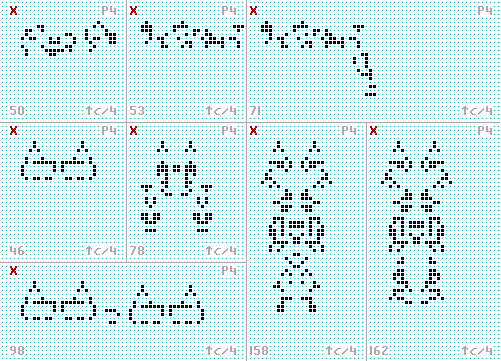 X P4 X P4 X P4
50 ↑c/4 53 ↑c/4 71 ↑c/4
X P4 X P4 X P4 X P4
46 ↑c/4 78 ↑c/4
X P4
98 ↑c/4 158 ↑c/4 162 ↑c/4